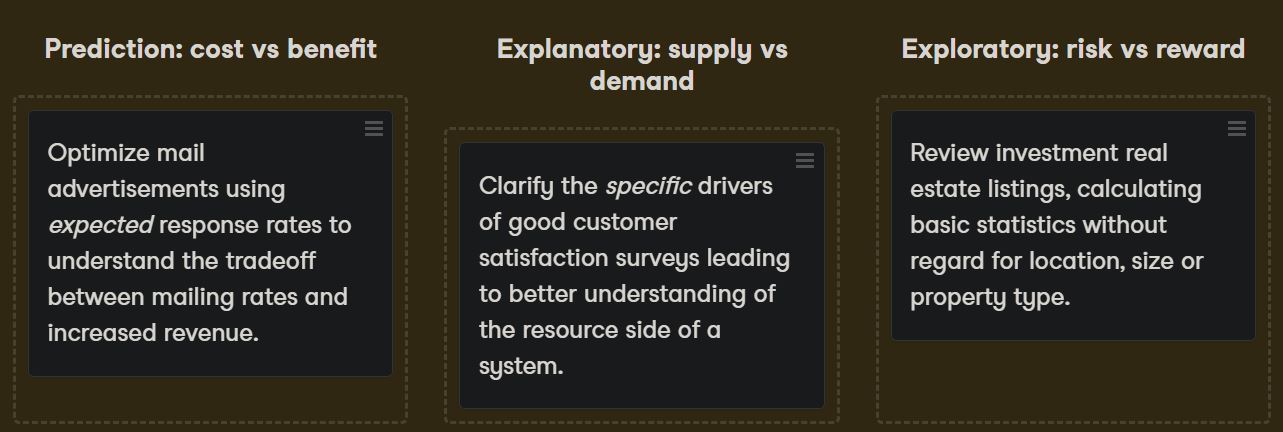 Prediction: cost vs benefit
Optimize mail
advertisements using
expected response rates to
understand the tradeoff
between mailing rates and
increased revenue.
Explanatory: supply vs
demand
Clarify the specific drivers
of good customer
satisfaction surveys leading
to better understanding of
the resource side of a
system.
Exploratory: risk vs reward
Review investment real
estate listings, calculating
basic statistics without
regard for location, size or
property type.